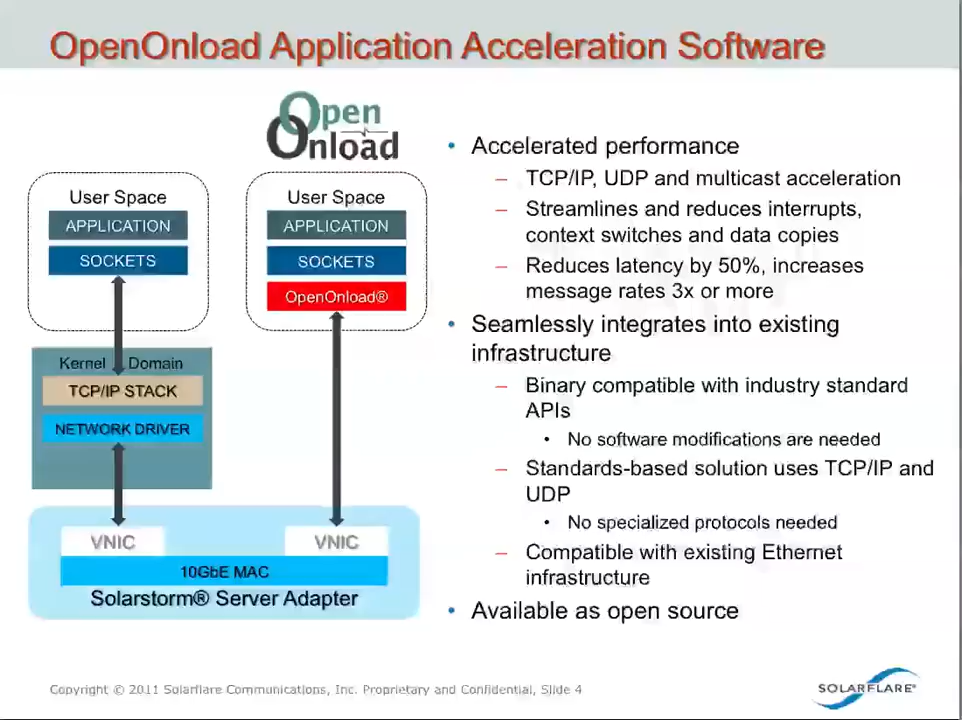 OpenOnload Application Acceleration Software
Open
Onload
User Space
APPLICATION
SOCKETS
User Space
APPLICATION
SOCKETS
OpenOnload®
Kernel Domain
TCP/IP STACK
NETWORK DRIVER
VNIC
VNIC
10GbE MAC
Solarstorm® Server Adapter
• Accelerated performance
– TCP/IP, UDP and multicast acceleration
– Streamlines and reduces interrupts,
context switches and data copies
– Reduces latency by 50%, increases
message rates 3x or more
• Seamlessly integrates into existing
infrastructure
– Binary compatible with industry standard
APIs
• No software modifications are needed
– Standards-based solution uses TCP/IP and
UDP
• No specialized protocols needed
– Compatible with existing Ethernet
infrastructure
• Available as open source
Copyright © 2011 Solarflare Communications, Inc. Proprietary and Confidential, Slide 4
SOLARFLARE®